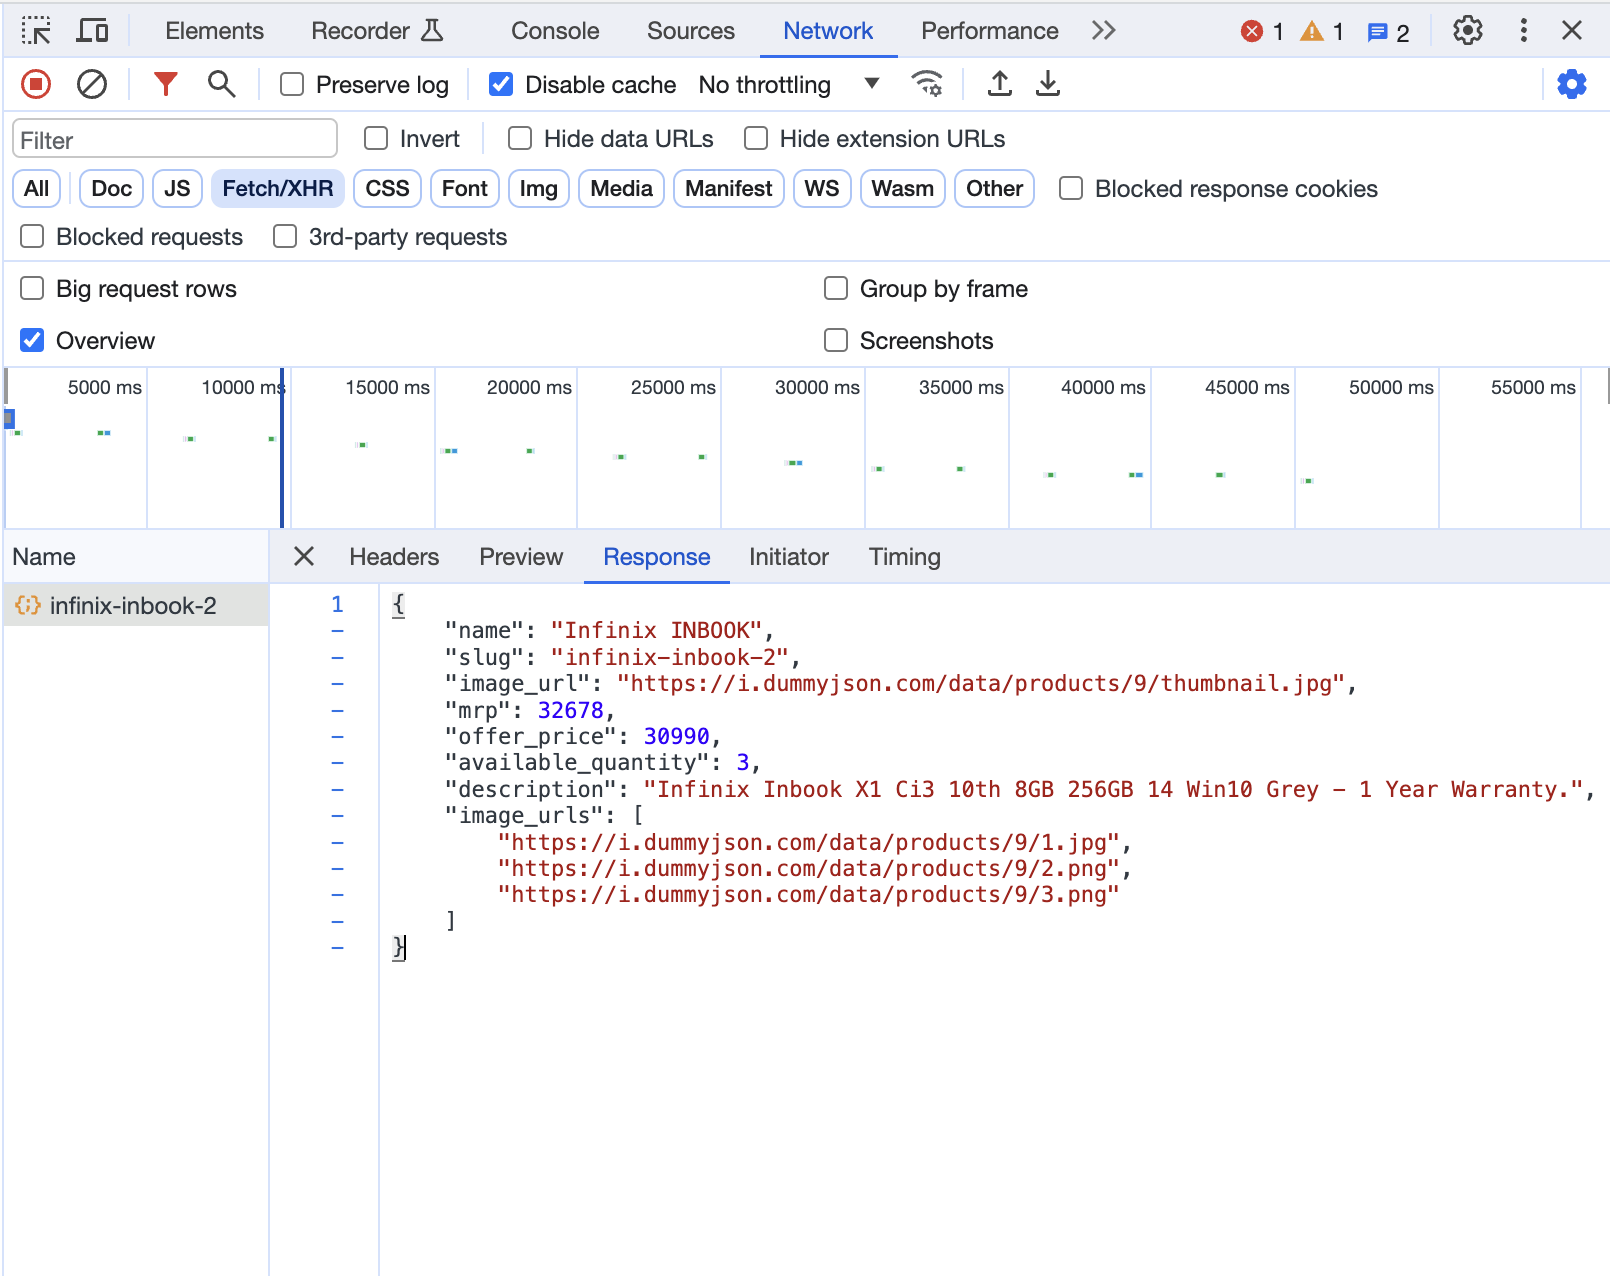 Elements Recorder Console Sources Network Performance 1 1 2
Preserve log Disable cache No throttling
Filter Invert Hide data URLs Hide extension URLs
All Doc JS Fetch/XHR CSS Font Img Media Manifest WS Wasm Other Blocked response cookies
Blocked requests 3rd-party requests
Big request rows Group by frame
Overview Screenshots
5000 ms 10000 ms 15000 ms 20000 ms 25000 ms 30000 ms 35000 ms 40000 ms 45000 ms 50000 ms 55000 ms
Name Headers Preview Response Initiator Timing
{;} infinix-inbook-2 1 {
- "name": "Infinix INBOOK",
- "slug": "infinix-inbook-2",
- "image_url": "https://i.dummyjson.com/data/products/9/thumbnail.jpg",
- "mrp": 32678,
- "offer_price": 30990,
- "available_quantity": 3,
- "description": "Infinix Inbook X1 Ci3 10th 8GB 256GB 14 Win10 Grey – 1 Year Warranty.",
- "image_urls": [
- "https://i.dummyjson.com/data/products/9/1.jpg",
- "https://i.dummyjson.com/data/products/9/2.png",
- "https://i.dummyjson.com/data/products/9/3.png"
- ]
- }